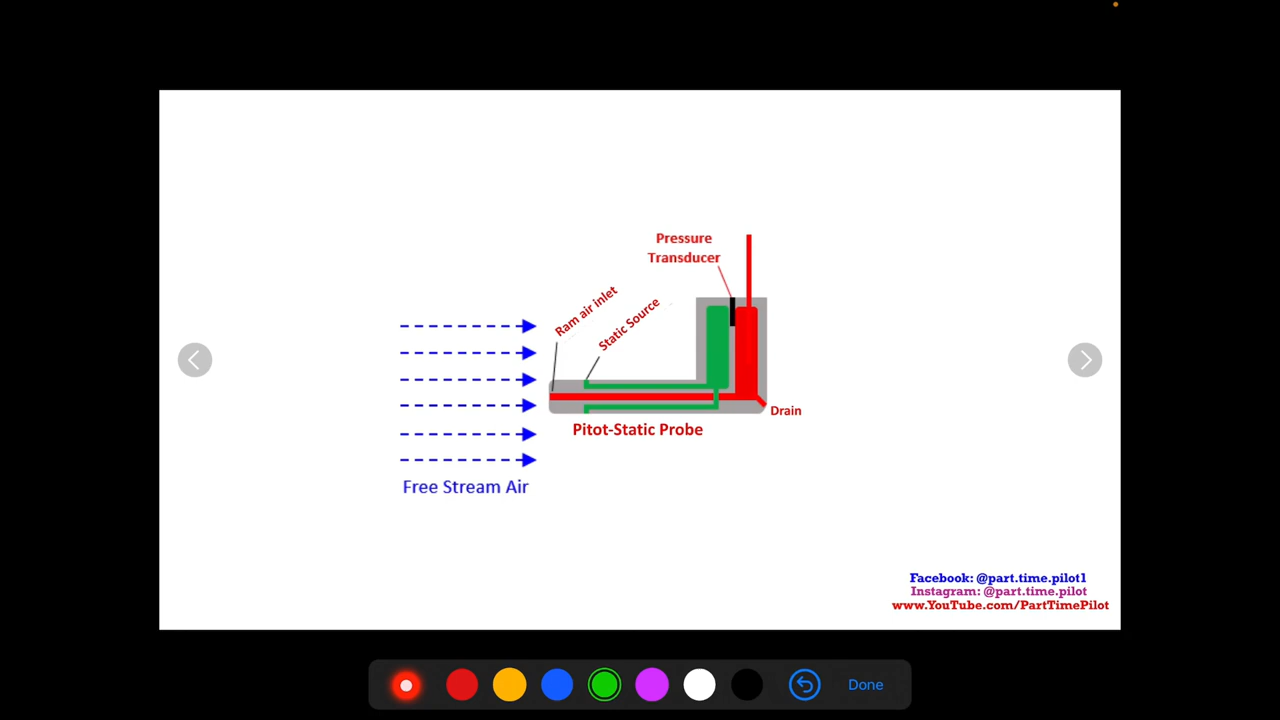 Pressure
Transducer
Ram air inlet
Static Source
Drain
Pitot-Static Probe
Free Stream Air
Facebook: @part.time.pilot1
Instagram: @part.time.pilot
www.YouTube.com/PartTimePilot
Done